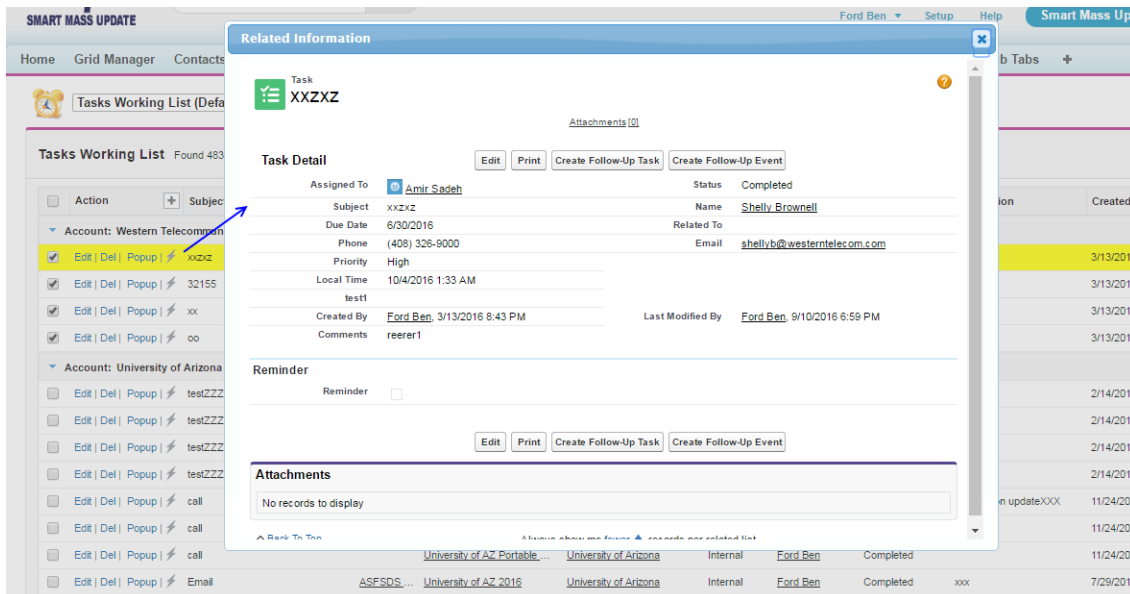 SMART MASS UPDATE
Ford Ben Setup Help Smart Mass Up
Home Grid Manager Contacts b Tabs +
Related Information
Tasks Working List (Defa
Task
xxzxz
Attachments [0]
Tasks Working List Found 483
Task Detail Edit Print Create Follow-Up Task Create Follow-Up Event
Assigned To Amir Sadeh Status Completed
Subject xxzxz Name Shelly Brownell
Due Date 6/30/2016 Related To
Phone (408) 326-9000 Email shellyb@westerntelecom.com
Priority High
Local Time 10/4/2016 1:33 AM
test1
Created By Ford Ben, 3/13/2016 8:43 PM Last Modified By Ford Ben, 9/10/2016 6:59 PM
Comments reerer1
Reminder
Reminder
Edit Print Create Follow-Up Task Create Follow-Up Event
Attachments
No records to display
Back To Top Always show me fewer records per related list
Action + Subjec ion Created
Account: Western Telecommun
Edit | Del | Popup | xxzxz 3/13/201
Edit | Del | Popup | 32155 3/13/201
Edit | Del | Popup | xx 3/13/201
Edit | Del | Popup | oo 3/13/201
Account: University of Arizona
Edit | Del | Popup | testZZZ 2/14/201
Edit | Del | Popup | testZZZ 2/14/201
Edit | Del | Popup | testZZZ 2/14/201
Edit | Del | Popup | testZZZ 2/14/201
Edit | Del | Popup | call n updateXXX 11/24/20
Edit | Del | Popup | call 11/24/20
Edit | Del | Popup | call University of AZ Portable ... University of Arizona Internal Ford Ben Completed 11/24/20
Edit | Del | Popup | Email ASFSDS ... University of AZ 2016 University of Arizona Internal Ford Ben Completed xxx 7/29/201